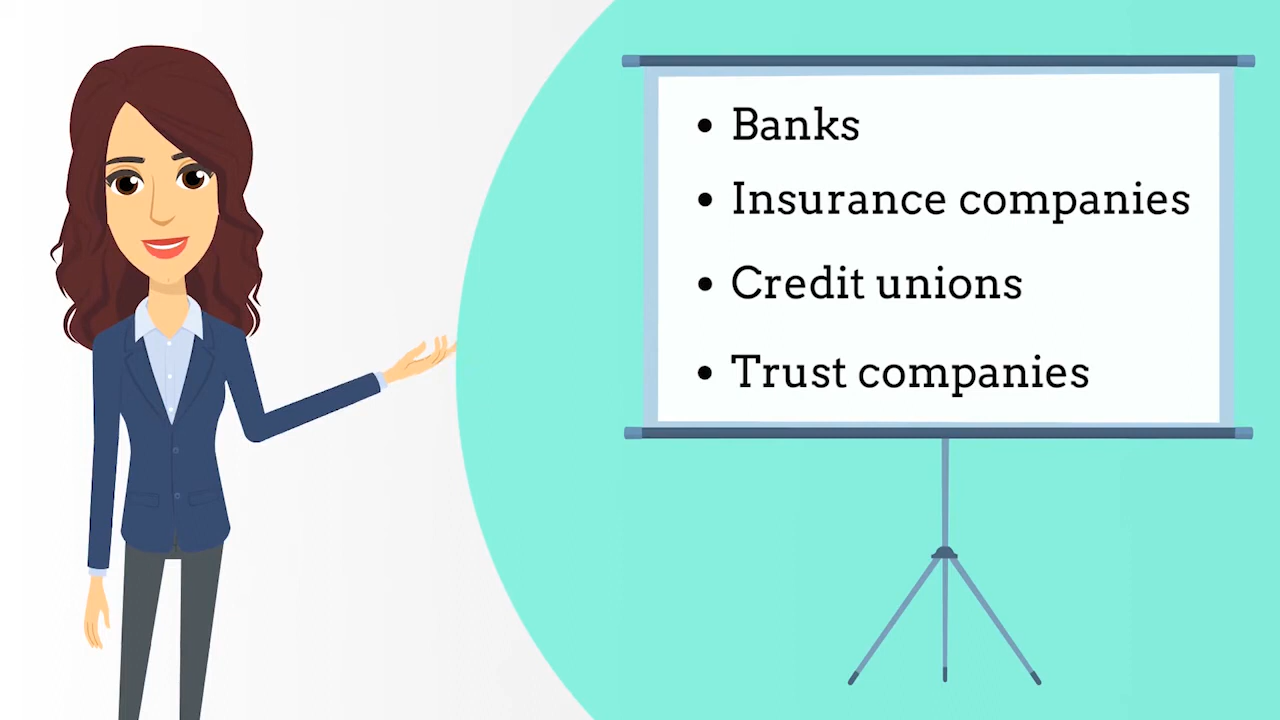 • Banks
• Insurance companies
• Credit unions
• Trust companies